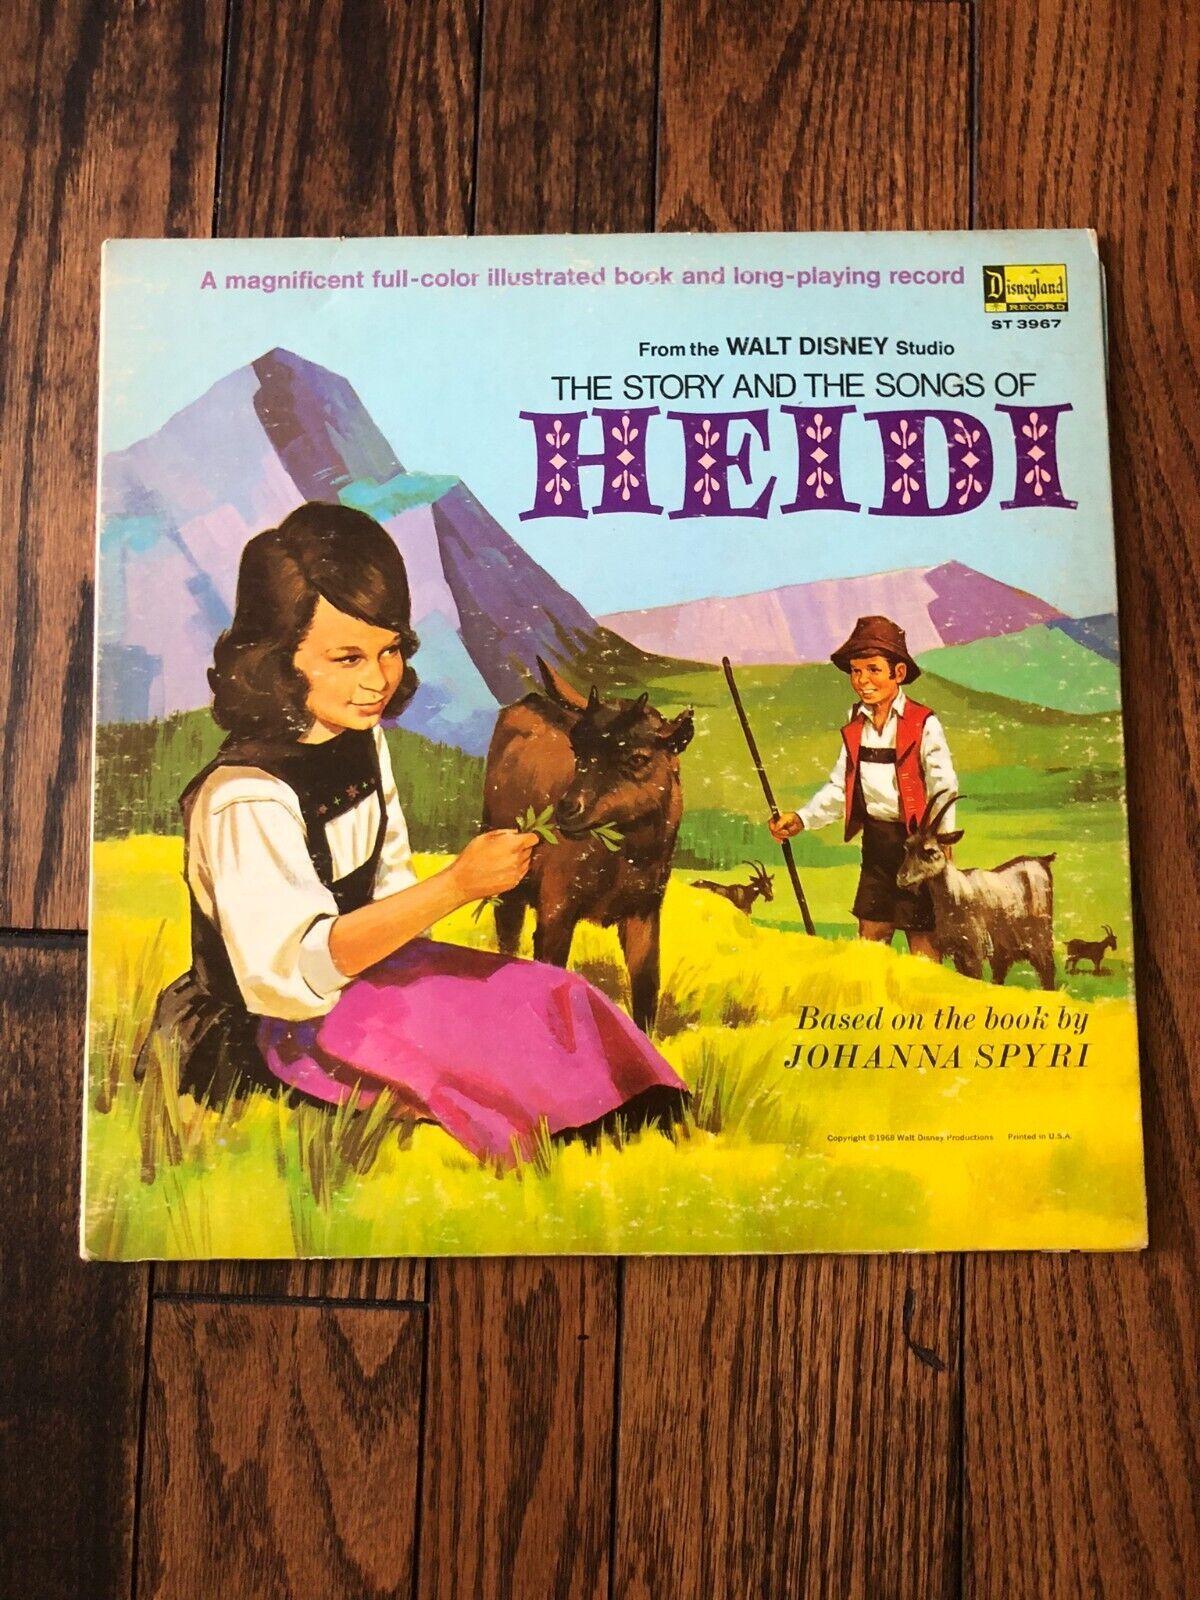 A magnificent full-color illustrated book and long-playing record
Disneyland
RECORD
ST 3967
From the WALT DISNEY Studio
THE STORY AND THE SONGS OF
HEIDI
Based on the book by
JOHANNA SPYRI
Copyright ©1968 Walt Disney Productions Printed in U.S.A.